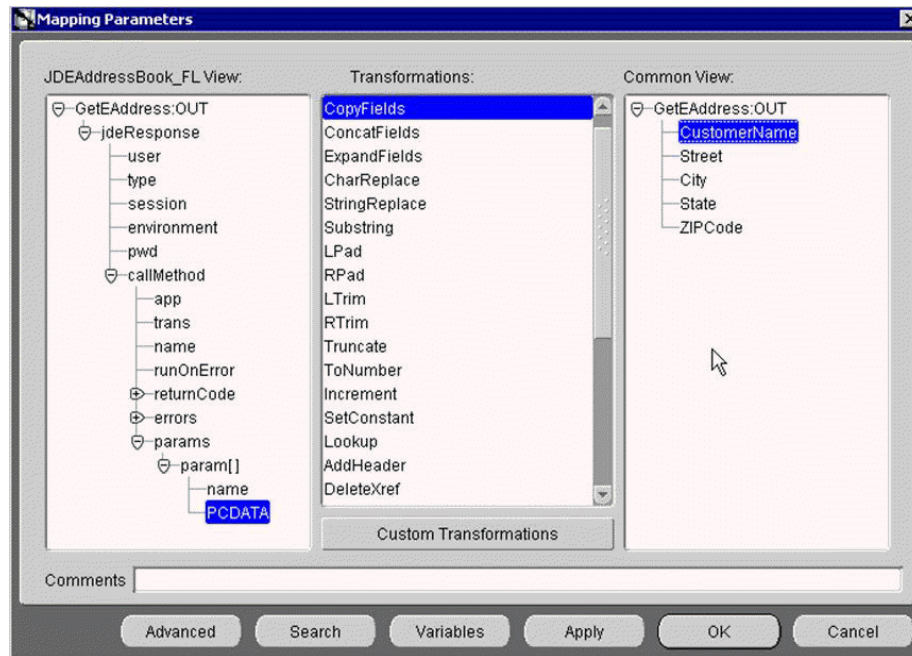 Mapping Parameters
JDEAddressBook_FL View:
GetEAddress:OUT
jdeResponse
user
type
session
environment
pwd
callMethod
app
trans
name
runOnError
returnCode
errors
params
param[]
name
PCDATA
Transformations:
CopyFields
ConcatFields
ExpandFields
CharReplace
StringReplace
Substring
LPad
RPad
LTrim
RTrim
Truncate
ToNumber
Increment
SetConstant
Lookup
AddHeader
DeleteXref
Custom Transformations
Common View:
GetEAddress:OUT
CustomerName
Street
City
State
ZIPCode
Comments
Advanced
Search
Variables
Apply
OK
Cancel